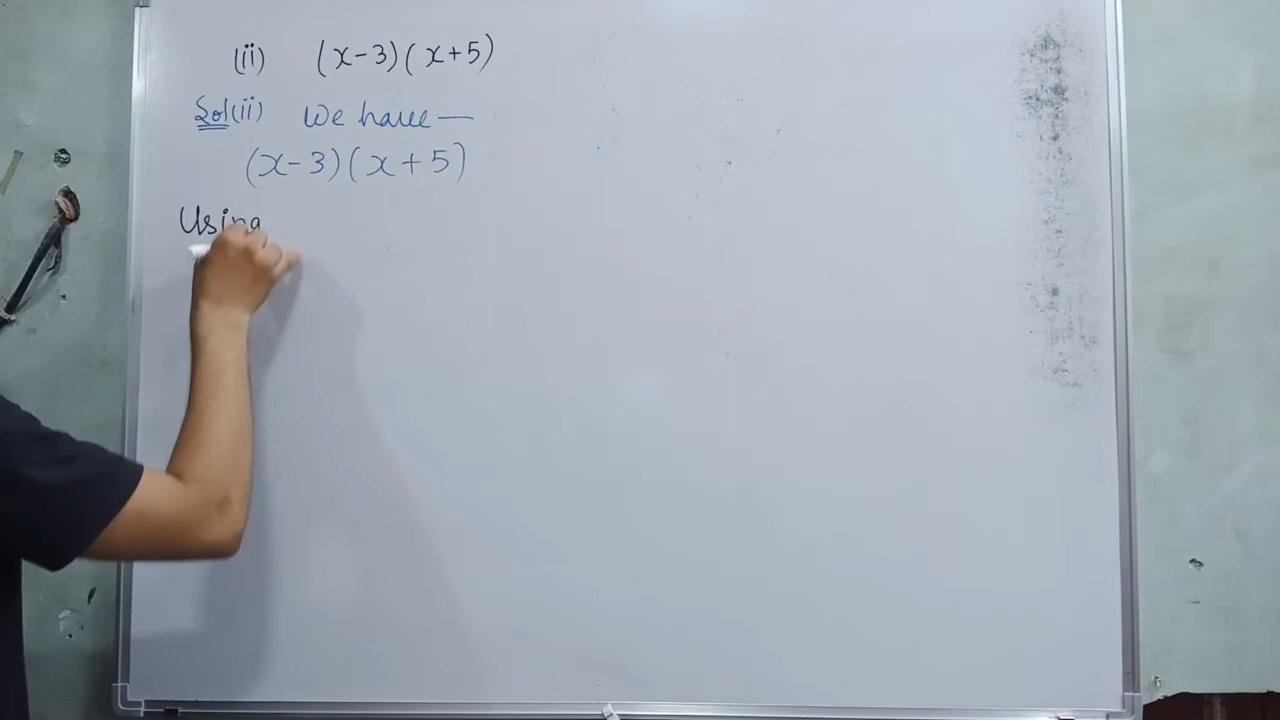 (ii) (x-3)(x+5)
Sol(ii) We have —
(x-3)(x+5)
Using